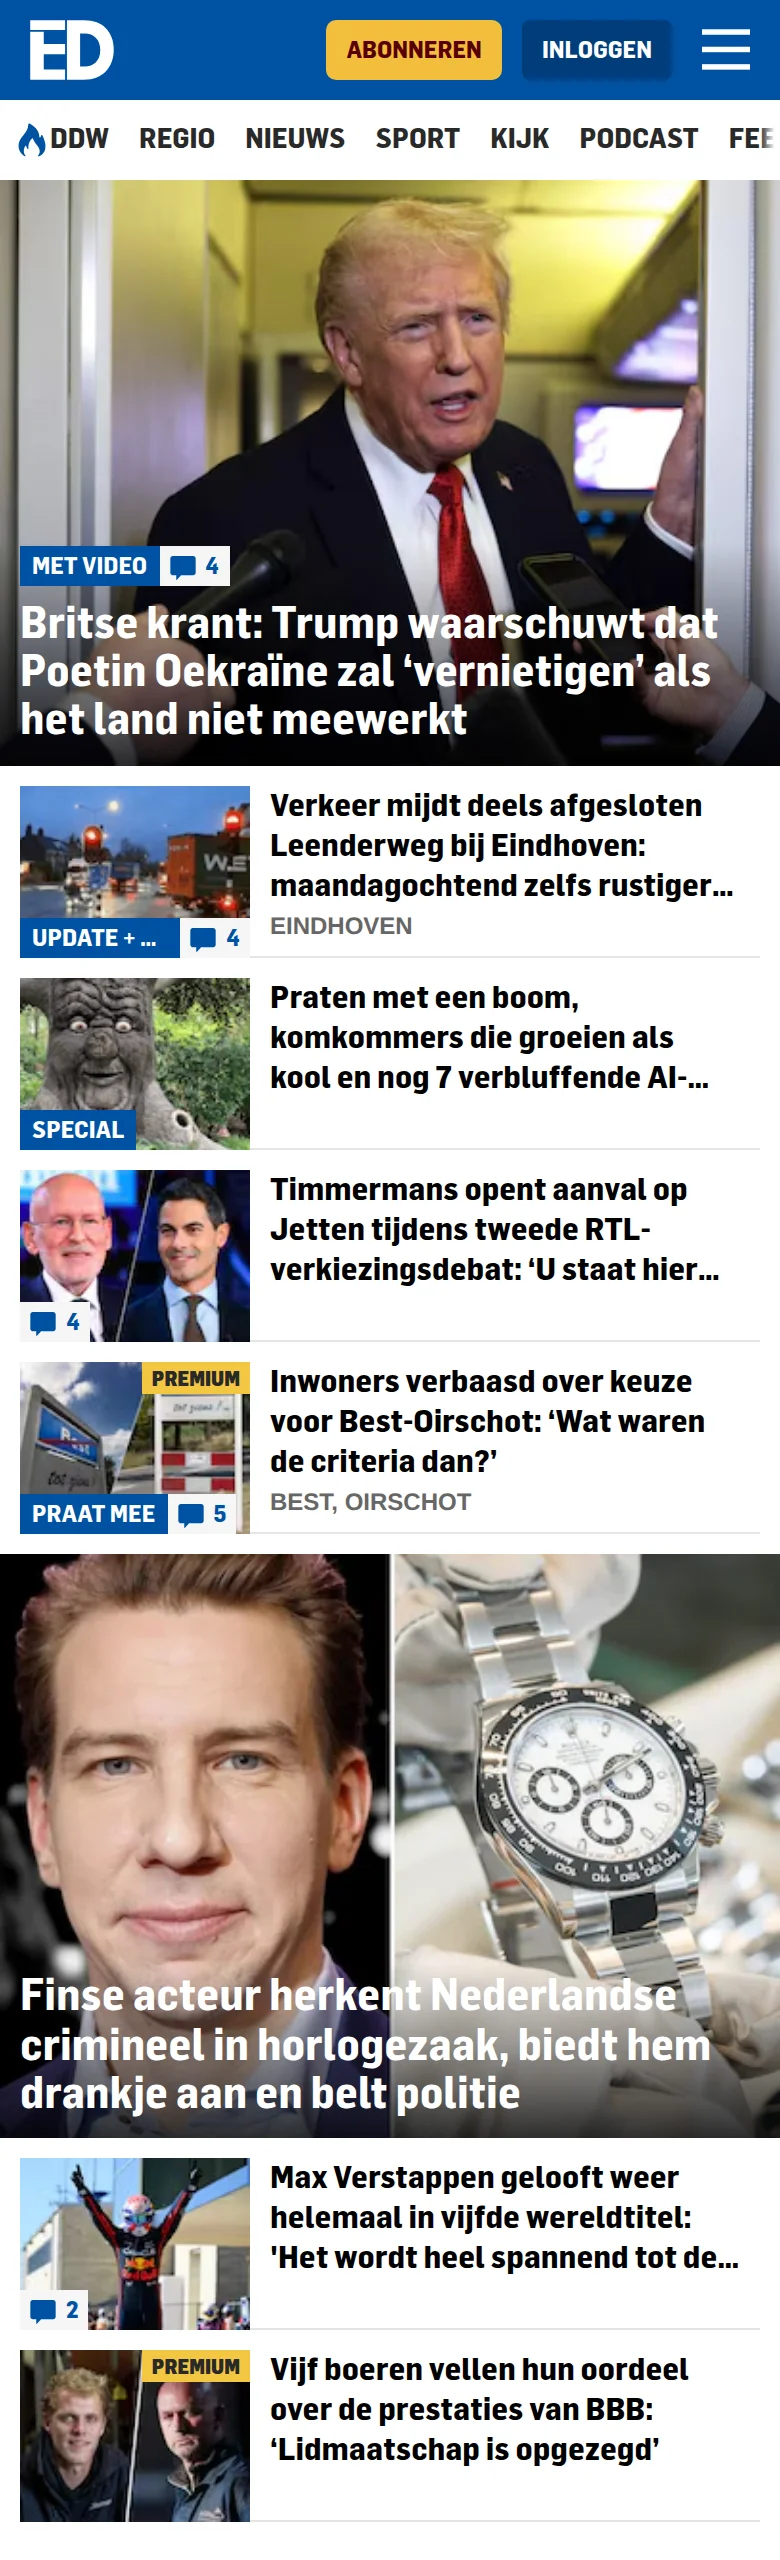 ED
ABONNEREN
INLOGGEN
DDW REGIO NIEUWS SPORT KIJK PODCAST FEE
MET VIDEO 4
Britse krant: Trump waarschuwt dat
Poetin Oekraïne zal ‘vernietigen’ als
het land niet meewerkt
Verkeer mijdt deels afgesloten
Leenderweg bij Eindhoven:
maandagochtend zelfs rustiger...
EINDHOVEN
UPDATE + ... 4
Praten met een boom,
komkommers die groeien als
kool en nog 7 verbluffende AI-...
SPECIAL
Timmermans opent aanval op
Jetten tijdens tweede RTL-
verkiezingsdebat: ‘U staat hier...
4
PREMIUM
Inwoners verbaasd over keuze
voor Best-Oirschot: ‘Wat waren
de criteria dan?’
BEST, OIRSCHOT
PRAAT MEE 5
Finse acteur herkent Nederlandse
crimineel in horlogezaak, biedt hem
drankje aan en belt politie
Max Verstappen gelooft weer
helemaal in vijfde wereldtitel:
'Het wordt heel spannend tot de...
2
PREMIUM
Vijf boeren vellen hun oordeel
over de prestaties van BBB:
‘Lidmaatschap is opgezegd’